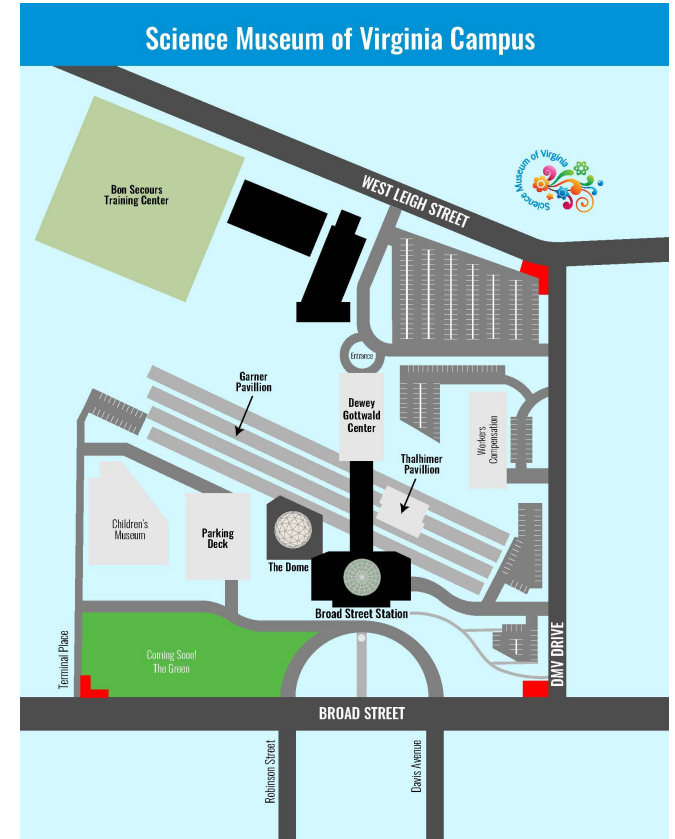 Science Museum of Virginia Campus
Science Museum of Virginia
WEST LEIGH STREET
Bon Secours
Training Center
Entrance
Garner
Pavillion
Dewey
Gottwald
Center
Workers
Compensation
Thalhimer
Pavillion
Children's
Museum
Parking
Deck
The Dome
Broad Street Station
Terminal Place
Coming Soon!
The Green
DMV DRIVE
BROAD STREET
Robinson Street
Davis Avenue